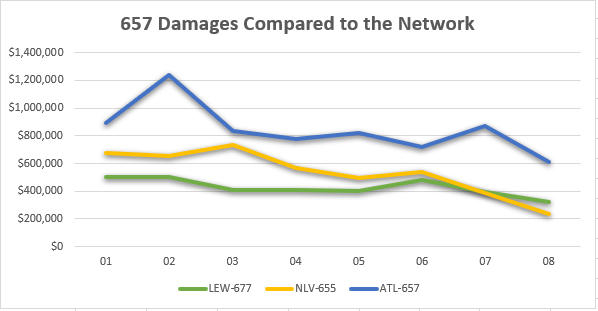 657 Damages Compared to the Network
$1,400,000
$1,200,000
$1,000,000
$800,000
$600,000
$400,000
$200,000
$0
01 02 03 04 05 06 07 08
LEW-677 NLV-655 ATL-657